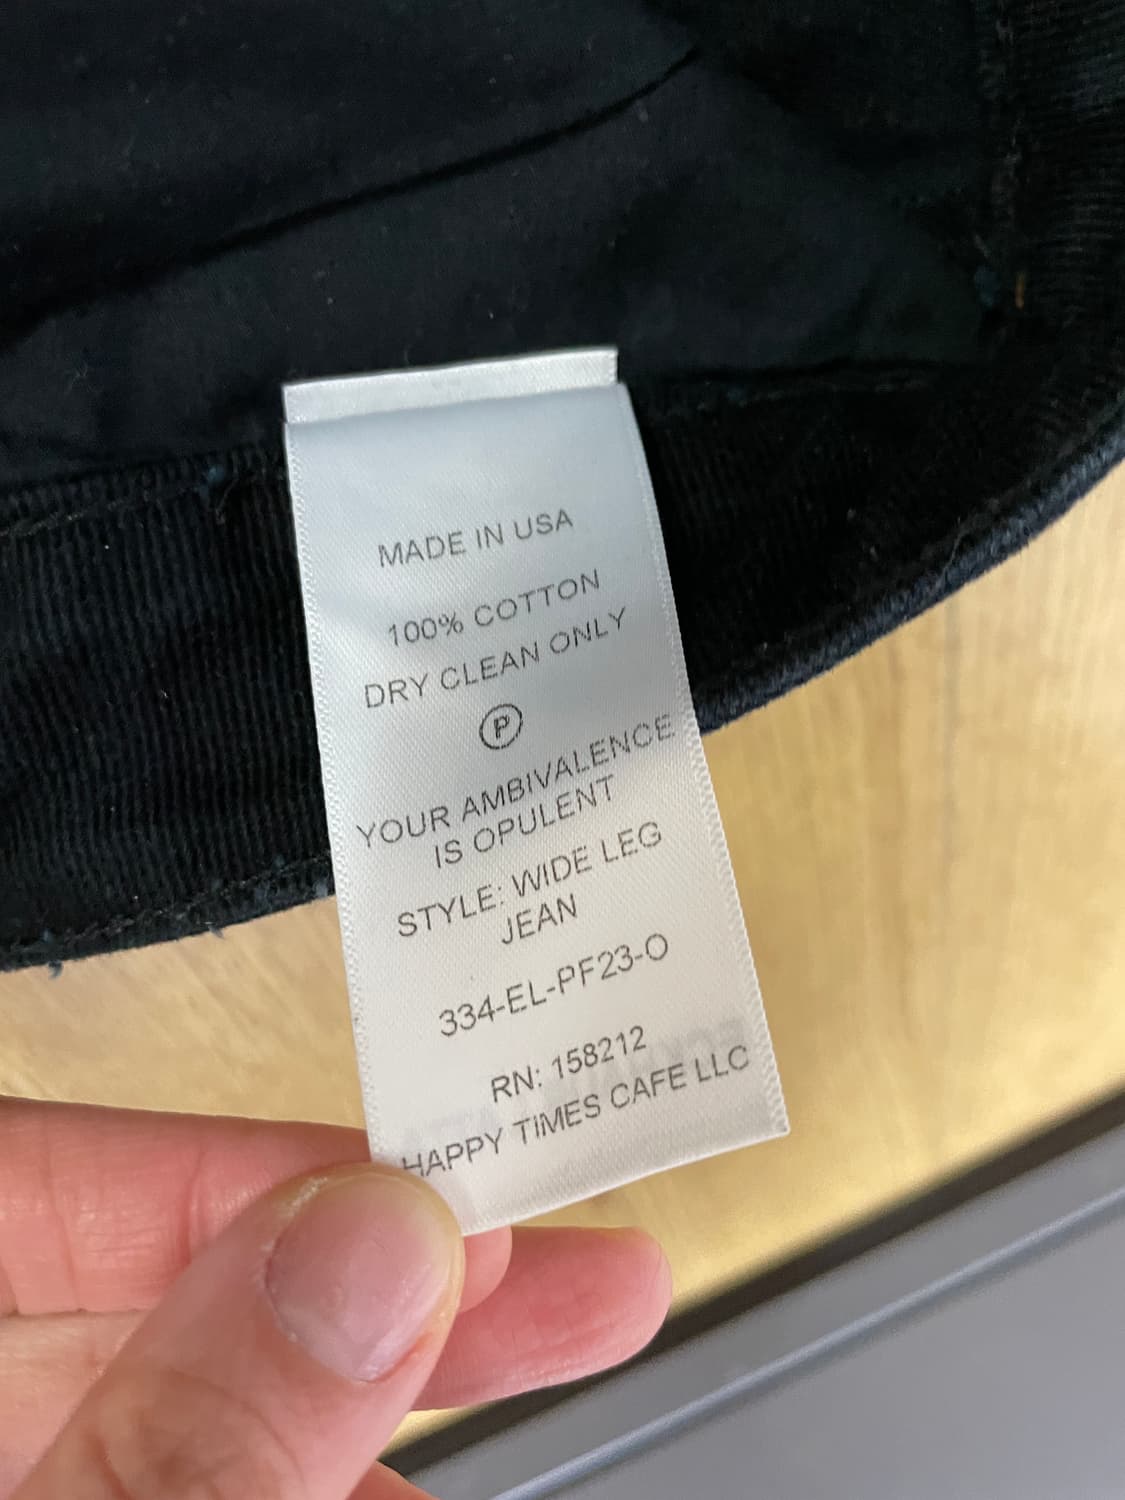 MADE IN USA
100% COTTON
DRY CLEAN ONLY
P
YOUR AMBIVALENCE
IS OPULENT
STYLE: WIDE LEG
JEAN
334-EL-PF23-O
RN: 158212
HAPPY TIMES CAFE LLC